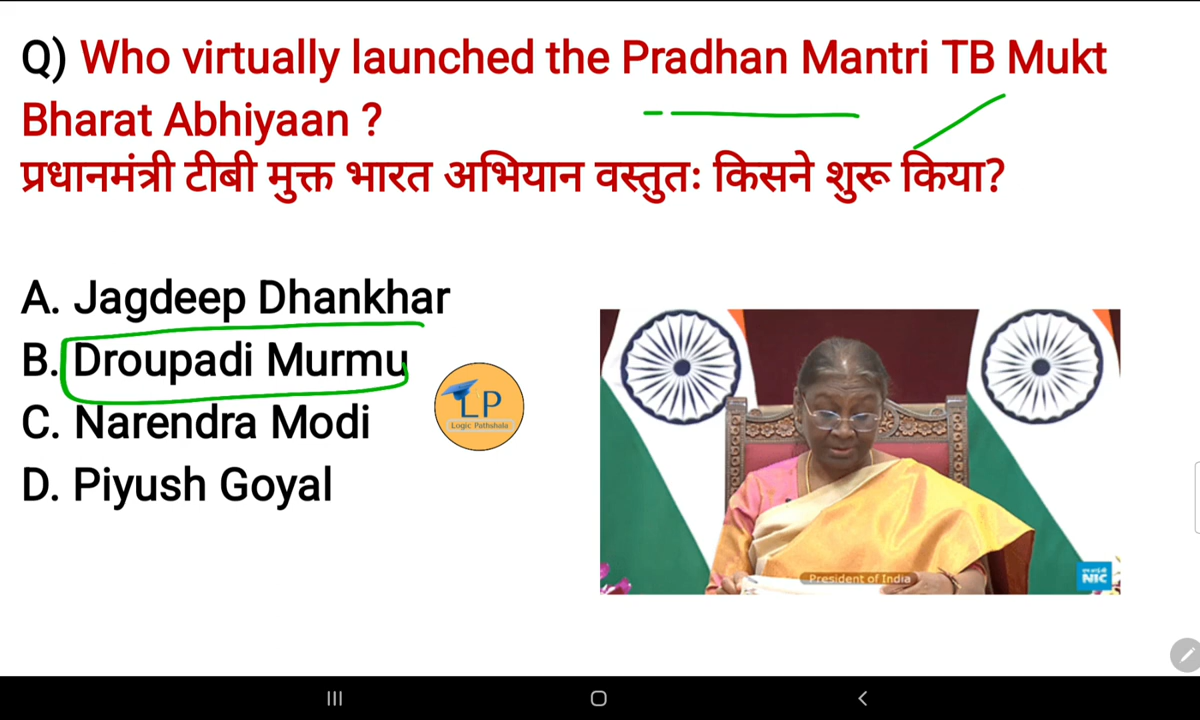 Q) Who virtually launched the Pradhan Mantri TB Mukt
Bharat Abhiyaan ?
प्रधानमंत्री टीबी मुक्त भारत अभियान वस्तुतः किसने शुरू किया?
A. Jagdeep Dhankhar
B. Droupadi Murmu
C. Narendra Modi
D. Piyush Goyal
LP
Logic Pathshala
President of India
NIC